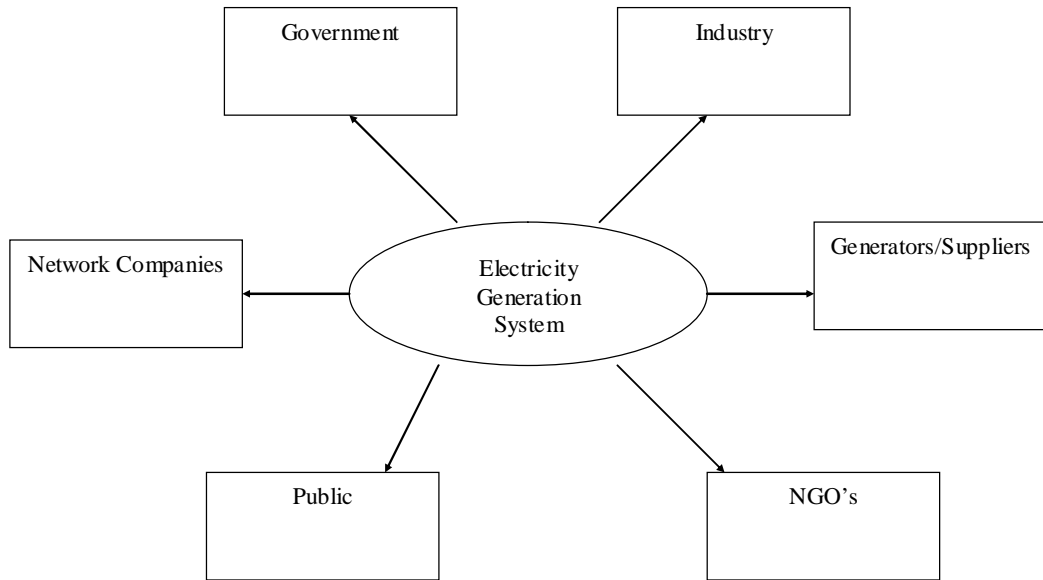 Government
Industry
Network Companies
Electricity
Generation
System
Generators/Suppliers
Public
NGO’s